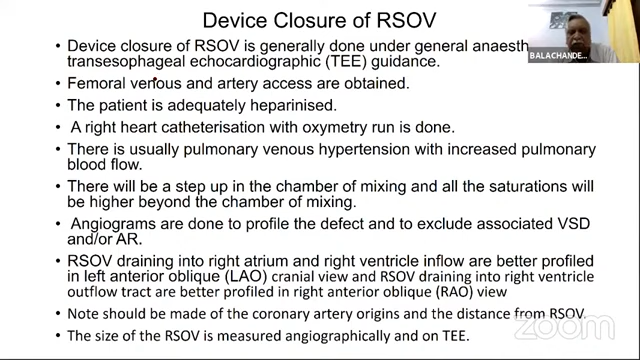 Device Closure of RSOV
• Device closure of RSOV is generally done under general anaesth
transesophageal echocardiographic (TEE) guidance.
• Femoral venous and artery access are obtained.
• The patient is adequately heparinised.
• A right heart catheterisation with oxymetry run is done.
• There is usually pulmonary venous hypertension with increased pulmonary
blood flow.
• There will be a step up in the chamber of mixing and all the saturations will
be higher beyond the chamber of mixing.
• Angiograms are done to profile the defect and to exclude associated VSD
and/or AR.
• RSOV draining into right atrium and right ventricle inflow are better profiled
in left anterior oblique (LAO) cranial view and RSOV draining into right ventricle
outflow tract are better profiled in right anterior oblique (RAO) view
• Note should be made of the coronary artery origins and the distance from RSOV.
• The size of the RSOV is measured angiographically and on TEE.
BALACHANDE...
zoom